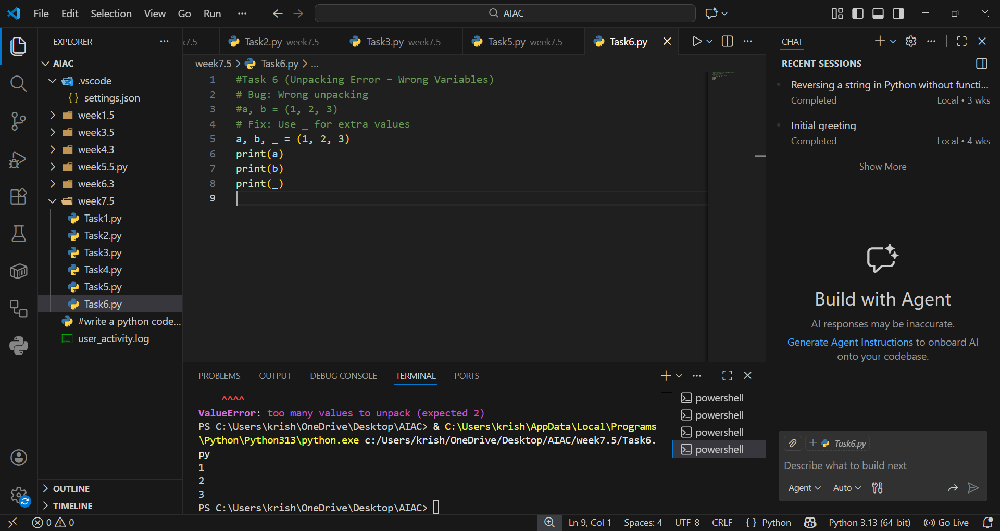 File Edit Selection View Go Run ···
AIAC
EXPLORER
AIAC
.vscode
{ } settings.json
week1.5
week3.5
week4.3
week5.5.py
week6.3
week7.5
Task1.py
Task2.py
Task3.py
Task4.py
Task5.py
Task6.py
#write a python code...
user_activity.log
OUTLINE
TIMELINE
7.5 Task2.py week7.5 Task3.py week7.5 Task5.py week7.5 Task6.py
week7.5 > Task6.py > ...
1 #Task 6 (Unpacking Error – Wrong Variables)
2 # Bug: Wrong unpacking
3 #a, b = (1, 2, 3)
4 # Fix: Use _ for extra values
5 a, b, _ = (1, 2, 3)
6 print(a)
7 print(b)
8 print(_)
9
PROBLEMS OUTPUT DEBUG CONSOLE TERMINAL PORTS
^^^^
ValueError: too many values to unpack (expected 2)
PS C:\Users\krish\OneDrive\Desktop\AIAC> & C:\Users\krish\AppData\Local\Programs
\Python\Python313\python.exe c:/Users/krish/OneDrive/Desktop/AIAC/week7.5/Task6.
py
1
2
3
PS C:\Users\krish\OneDrive\Desktop\AIAC>
powershell
powershell
powershell
powershell
CHAT
RECENT SESSIONS
Reversing a string in Python without functi...
Completed Local • 3 wks
Initial greeting
Completed Local • 4 wks
Show More
Build with Agent
AI responses may be inaccurate.
Generate Agent Instructions to onboard AI
onto your codebase.
Task6.py
Describe what to build next
Agent Auto
0 0 Ln 9, Col 1 Spaces: 4 UTF-8 CRLF { } Python Python 3.13 (64-bit) Go Live